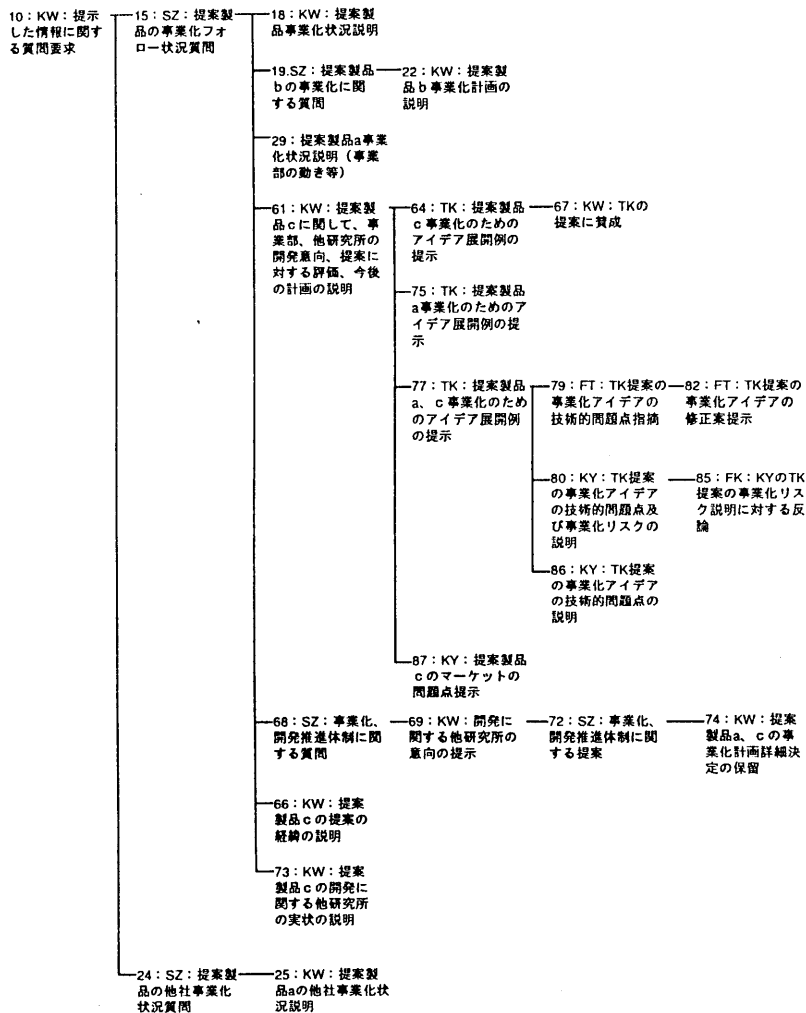 10：KW：提示
した情報に関す
る質問要求
15：SZ：提案製
品の事業化フォ
ロー状況質問
18：KW：提案製
品事業化状況説明
19.SZ：提案製品
bの事業化に関
する質問
22：KW：提案製
品b事業化計画の
説明
29：提案製品a事業
化状況説明（事業
部の動き等）
61：KW：提案製
品cに関して、事
業部、他研究所の
開発意向、提案に
対する評価、今後
の計画の説明
64：TK：提案製品
c事業化のための
アイデア展開例の
提示
67：KW：TKの
提案に賛成
75：TK：提案製品
a事業化のためのア
イデア展開例の提
示
77：TK：提案製品
a、c事業化のため
のアイデア展開例
の提示
79：FT：TK提案の
事業化アイデアの
技術的問題点指摘
82：FT：TK提案の
事業化アイデアの
修正案提示
80：KY：TK提案
の事業化アイデア
の技術的問題点及
び事業化リスクの
説明
85：FK：KYのTK
提案の事業化リス
ク説明に対する反
論
86：KY：TK提案
の事業化アイデア
の技術的問題点の
説明
87：KY：提案製品
cのマーケットの
問題点提示
68：SZ：事業化、
開発推進体制に関
する質問
69：KW：開発に
関する他研究所の
意向の提示
72：SZ：事業化、
開発推進体制に関
する提案
74：KW：提案
製品a、cの事
業化計画詳細決
定の保留
66：KW：提案
製品cの提案の
経緯の説明
73：KW：提案
製品cの開発に
関する他研究所
の実状の説明
24：SZ：提案製
品の他社事業化
状況質問
25：KW：提案製
品aの他社事業化状
況説明